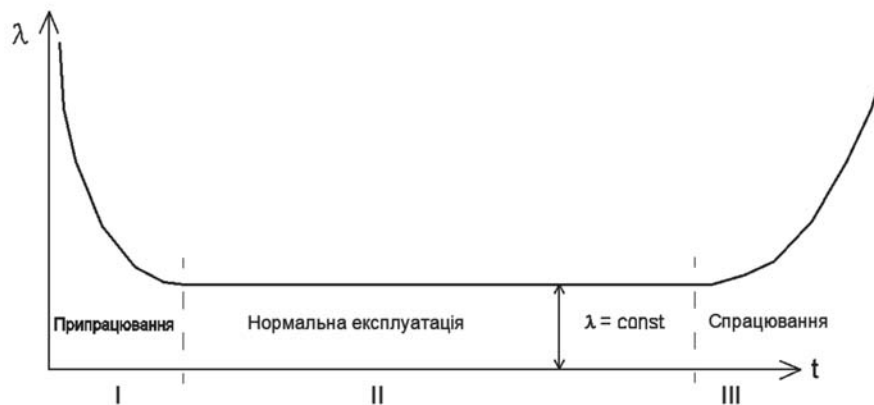 λ
Припрацювання
Нормальна експлуатація
λ = const
Спрацювання
t
I
II
III